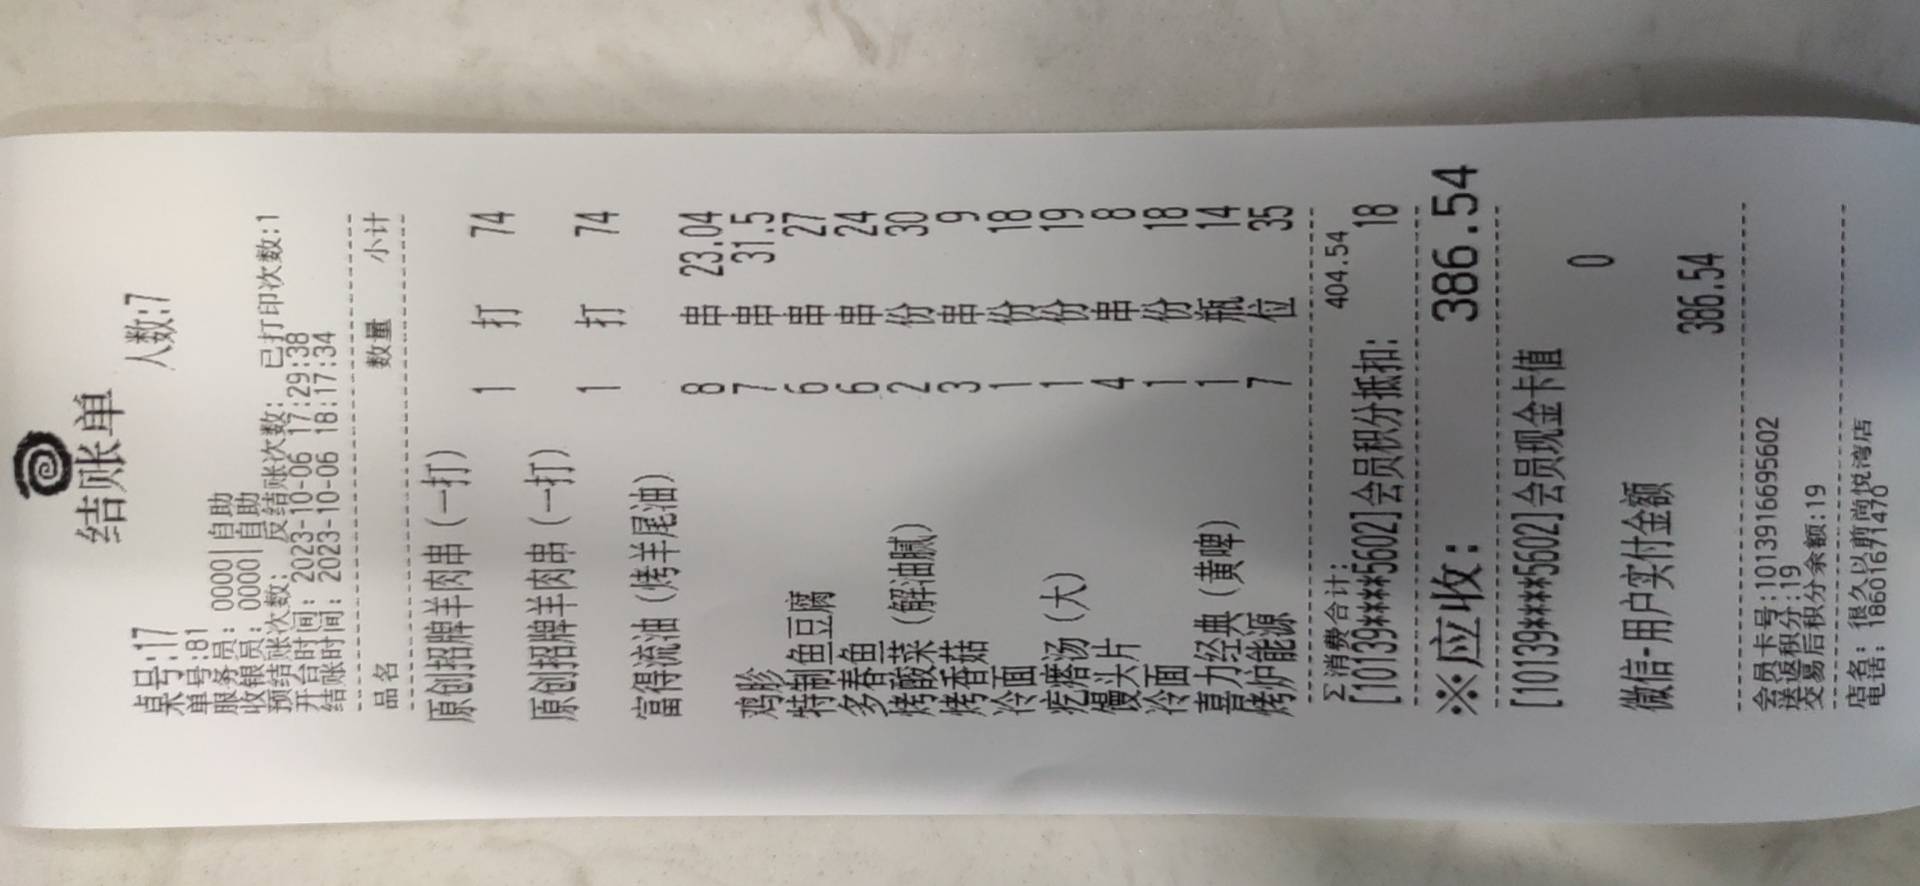 结账单
桌号:17 人数:7
单号:81
服务员: 0000| 自助
收银员: 0000| 自助
预结账次数: 反结账次数: 已打印次数:1
开台时间: 2023-10-06 17:29:38
结账时间: 2023-10-06 18:17:34
品名 数量 小计
原创招牌羊肉串 (一打)
1 打 74
原创招牌羊肉串 (一打)
1 打 74
富得流油 (烤羊尾油)
8 串 23.04
鸡胗 7 串 31.5
特制鱼豆腐 6 串 27
多春鱼 6 串 24
烤酸菜 (解油腻) 2 份 30
烤香菇 3 串 9
冷面 1 份 18
疙瘩汤 (大) 1 份 19
馒头片 4 串 8
冷面 1 份 18
喜力经典 (黄啤) 1 瓶 14
烤炉能源 7 位 35
Σ消费合计: 404.54
[10139****5602]会员积分抵扣: 18
※应收: 386.54
[10139****5602]会员现金卡值
0
微信-用户实付金额
386.54
会员卡号:1013916695602
送返积分:19
交易后积分余额:19
店名: 很久以前尚悦湾店
电话: 18601671470